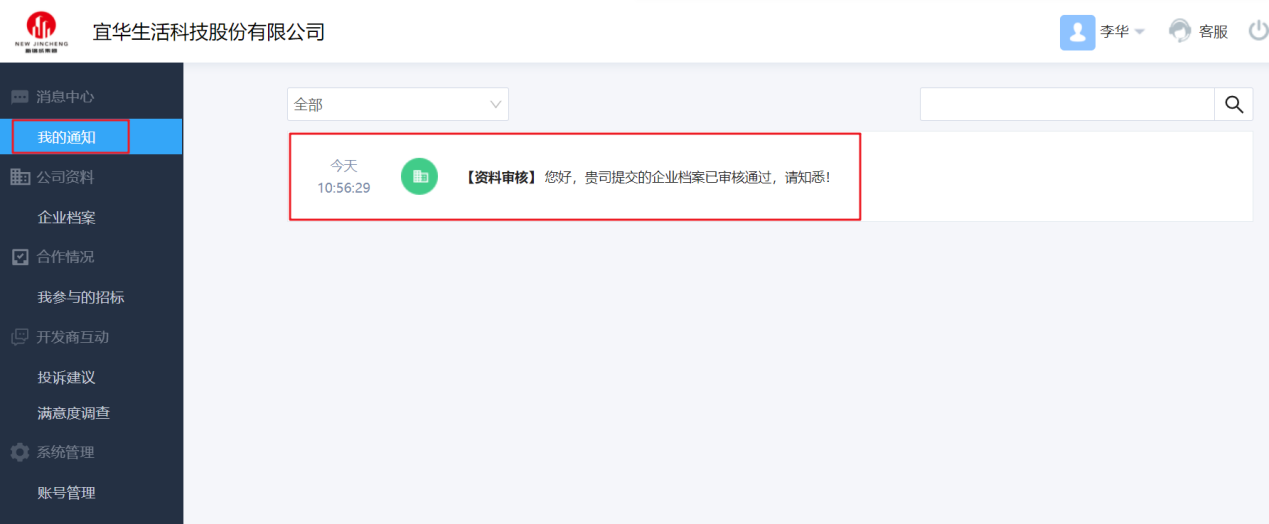 NEW JINCHENG
新锦成集团
宜华生活科技股份有限公司
李华
客服
消息中心
我的通知
公司资料
企业档案
合作情况
我参与的招标
开发商互动
投诉建议
满意度调查
系统管理
账号管理
全部
今天
10:56:29
【资料审核】 您好，贵司提交的企业档案已审核通过，请知悉！